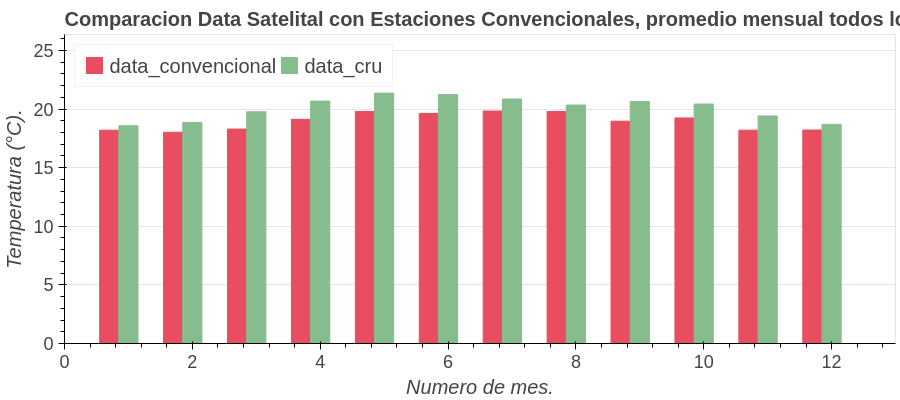 Comparacion Data Satelital con Estaciones Convencionales, promedio mensual todos
data_convencional data_cru
Temperatura (°C).
25
20
15
10
5
0
0 2 4 6 8 10 12
Numero de mes.